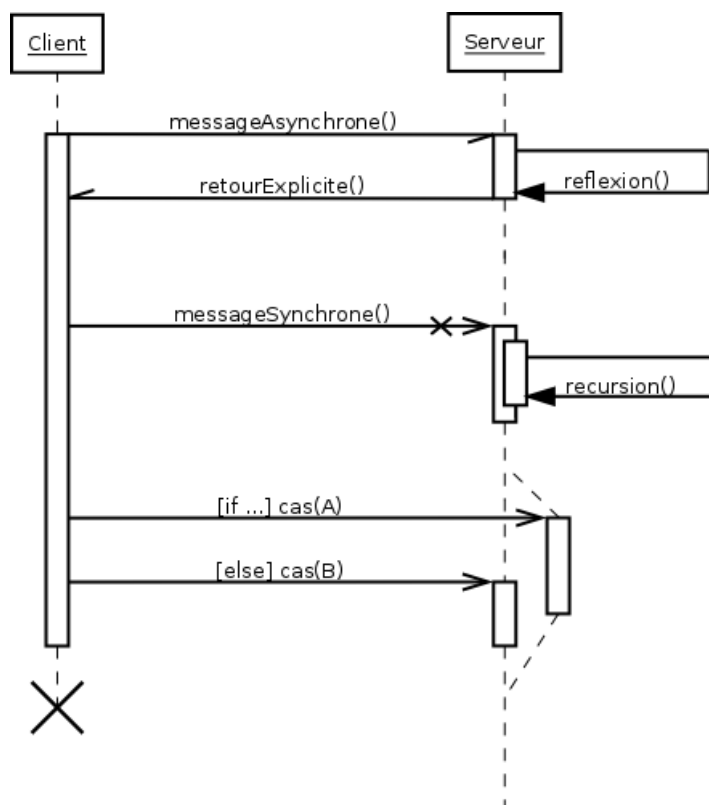 Client
Serveur
messageAsynchrone()
reflexion()
retourExplicite()
messageSynchrone()
recursion()
[if ...] cas(A)
[else] cas(B)